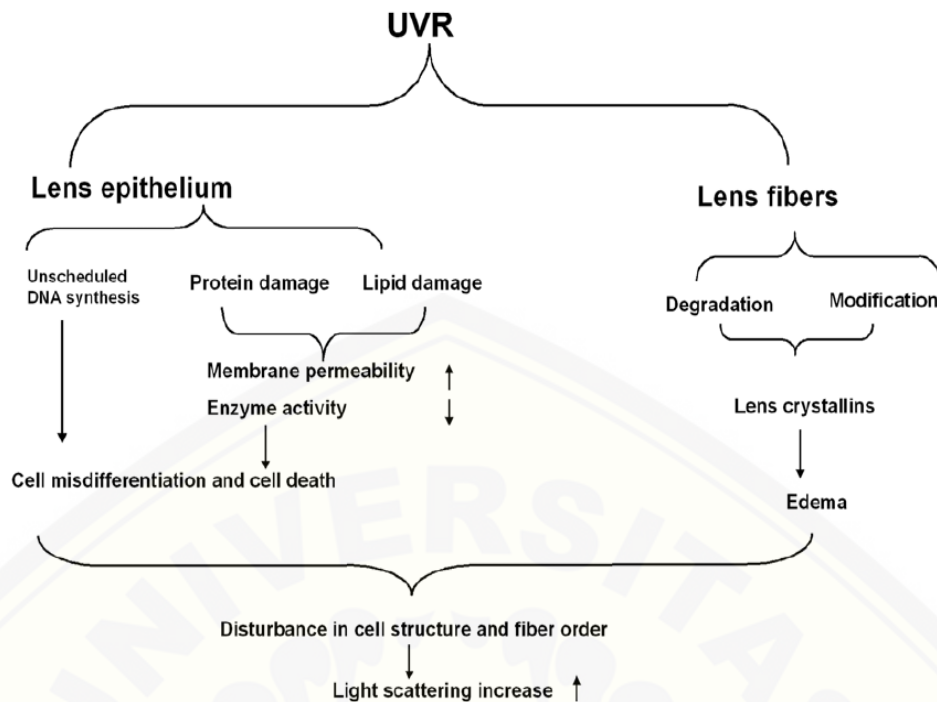 UVR
Lens epithelium
Lens fibers
Unscheduled
DNA synthesis
Protein damage
Lipid damage
Degradation
Modification
Membrane permeability ↑
Enzyme activity ↓
Lens crystallins
Cell misdifferentiation and cell death
Edema
Disturbance in cell structure and fiber order
Light scattering increase ↑
UNIVERSITAS